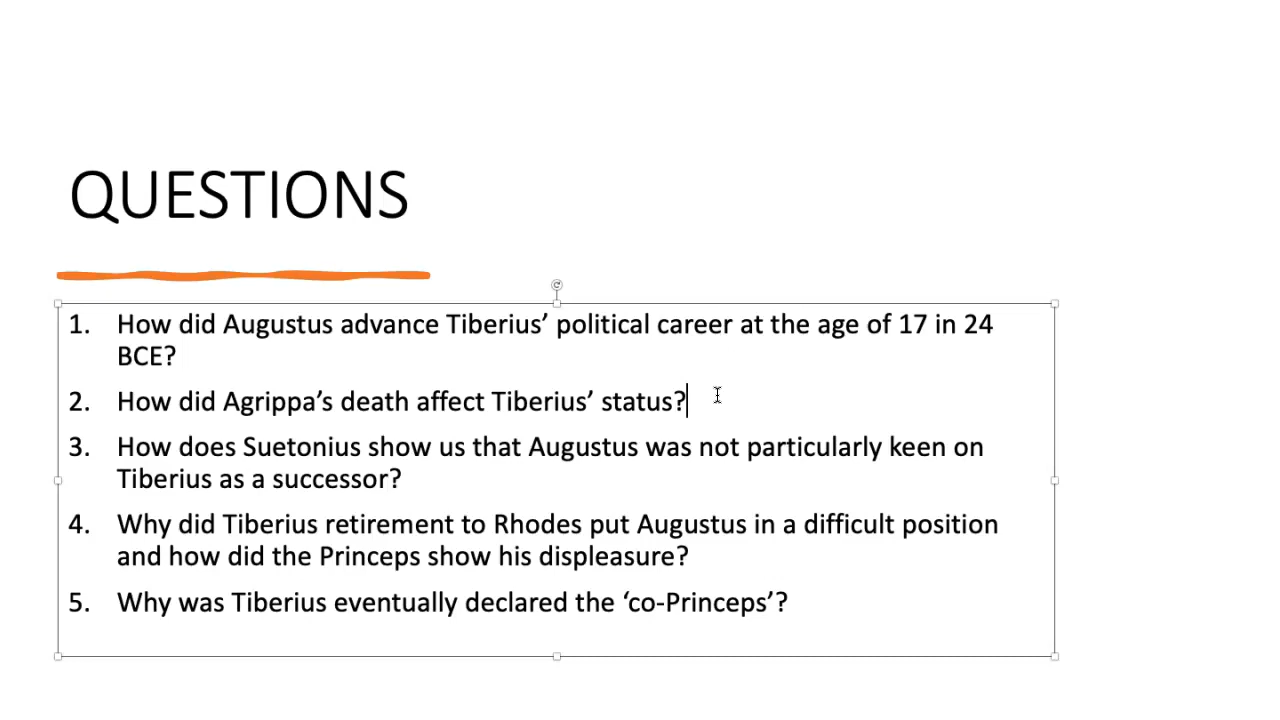 QUESTIONS
1. How did Augustus advance Tiberius’ political career at the age of 17 in 24
BCE?
2. How did Agrippa’s death affect Tiberius’ status?
3. How does Suetonius show us that Augustus was not particularly keen on
Tiberius as a successor?
4. Why did Tiberius retirement to Rhodes put Augustus in a difficult position
and how did the Princeps show his displeasure?
5. Why was Tiberius eventually declared the ‘co-Princeps’?